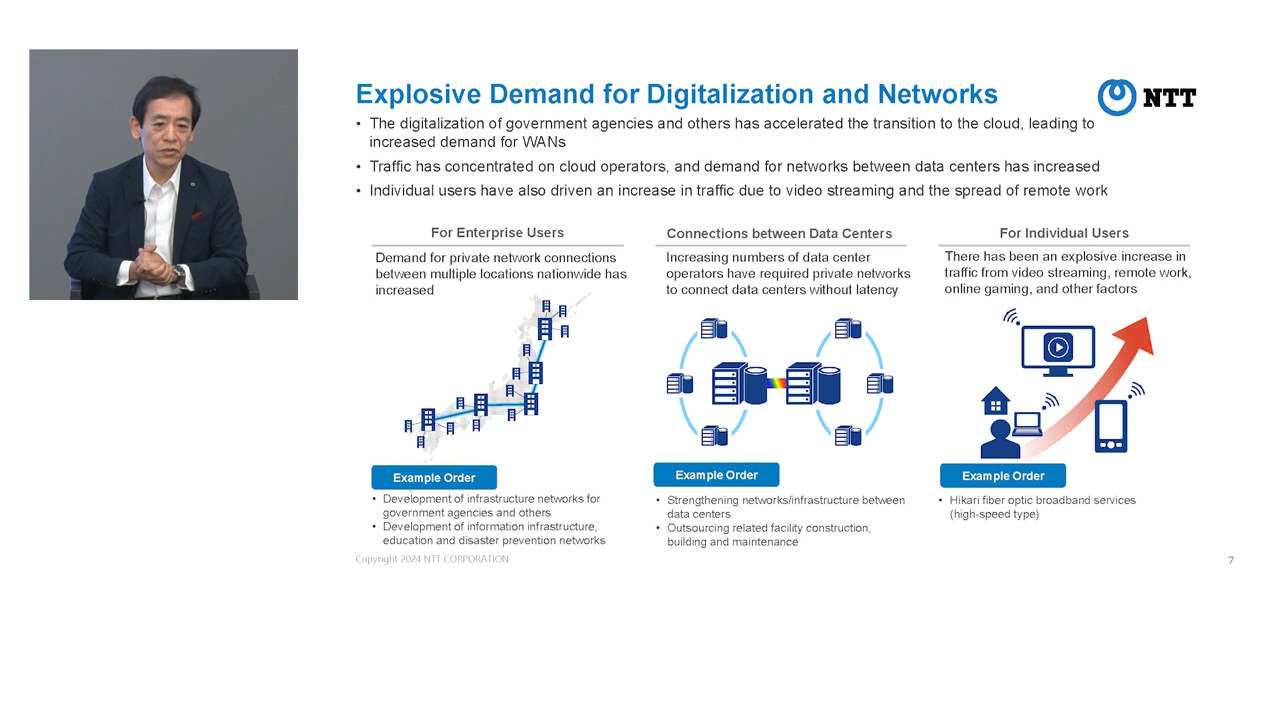 Explosive Demand for Digitalization and Networks
NTT
• The digitalization of government agencies and others has accelerated the transition to the cloud, leading to
increased demand for WANs
• Traffic has concentrated on cloud operators, and demand for networks between data centers has increased
• Individual users have also driven an increase in traffic due to video streaming and the spread of remote work
For Enterprise Users
Demand for private network connections
between multiple locations nationwide has
increased
Example Order
• Development of infrastructure networks for
government agencies and others
• Development of information infrastructure,
education and disaster prevention networks
Connections between Data Centers
Increasing numbers of data center
operators have required private networks
to connect data centers without latency
Example Order
• Strengthening networks/infrastructure between
data centers
• Outsourcing related facility construction,
building and maintenance
For Individual Users
There has been an explosive increase in
traffic from video streaming, remote work,
online gaming, and other factors
Example Order
• Hikari fiber optic broadband services
(high-speed type)
Copyright 2024 NTT CORPORATION
7